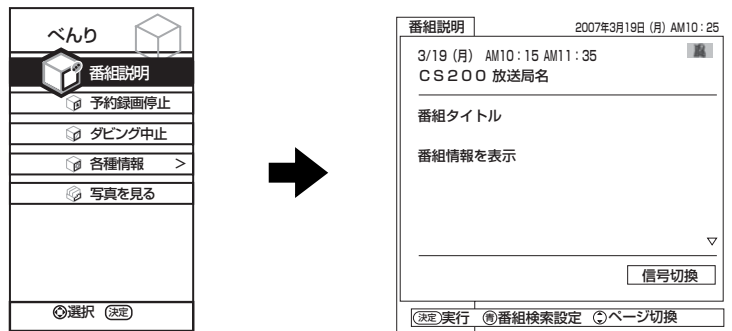 べんり
番組説明
予約録画停止
ダビング中止
各種情報 >
写真を見る
選択 決定
番組説明 2007年3月19日(月) AM10:25
3/19(月) AM10:15 AM11:35
CS200 放送局名
番組タイトル
番組情報を表示
信号切換
決定 実行 青 番組検索設定 ページ切換